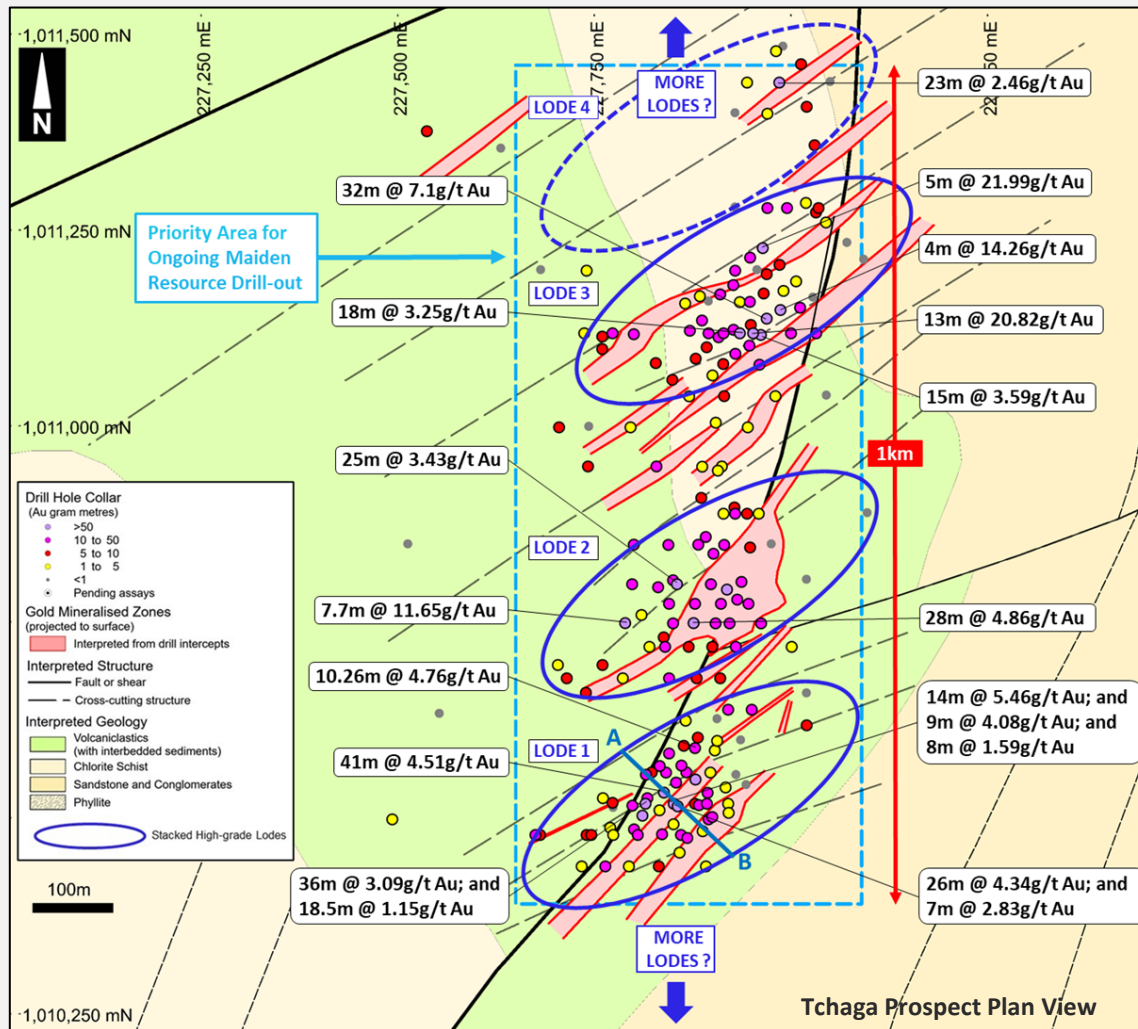 1,011,500 mN
227,250 mE
227,500 mE
227,750 mE
N
MORE
LODES ?
LODE 4
23m @ 2.46g/t Au
32m @ 7.1g/t Au
5m @ 21.99g/t Au
1,011,250 mN
Priority Area for
Ongoing Maiden
Resource Drill-out
4m @ 14.26g/t Au
LODE 3
18m @ 3.25g/t Au
13m @ 20.82g/t Au
15m @ 3.59g/t Au
1,011,000 mN
25m @ 3.43g/t Au
1km
Drill Hole Collar
(Au gram metres)
>50
10 to 50
5 to 10
1 to 5
<1
Pending assays
Gold Mineralised Zones
(projected to surface)
Interpreted from drill intercepts
Interpreted Structure
Fault or shear
Cross-cutting structure
Interpreted Geology
Volcaniclastics
(with interbedded sediments)
Chlorite Schist
Sandstone and Conglomerates
Phyllite
Stacked High-grade Lodes
100m
LODE 2
7.7m @ 11.65g/t Au
28m @ 4.86g/t Au
10.26m @ 4.76g/t Au
14m @ 5.46g/t Au; and
9m @ 4.08g/t Au; and
8m @ 1.59g/t Au
LODE 1
A
41m @ 4.51g/t Au
B
36m @ 3.09g/t Au; and
18.5m @ 1.15g/t Au
26m @ 4.34g/t Au; and
7m @ 2.83g/t Au
MORE
LODES ?
1,010,250 mN
Tchaga Prospect Plan View